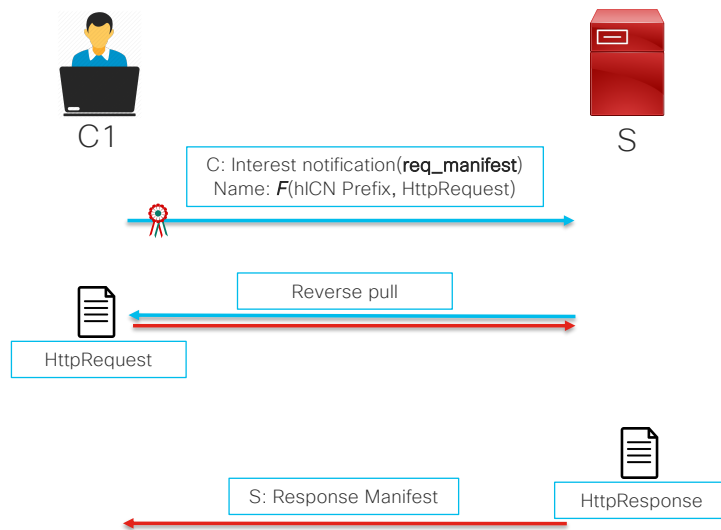 C1
S
C: Interest notification(req_manifest)
Name: F(hICN Prefix, HttpRequest)
Reverse pull
HttpRequest
S: Response Manifest
HttpResponse